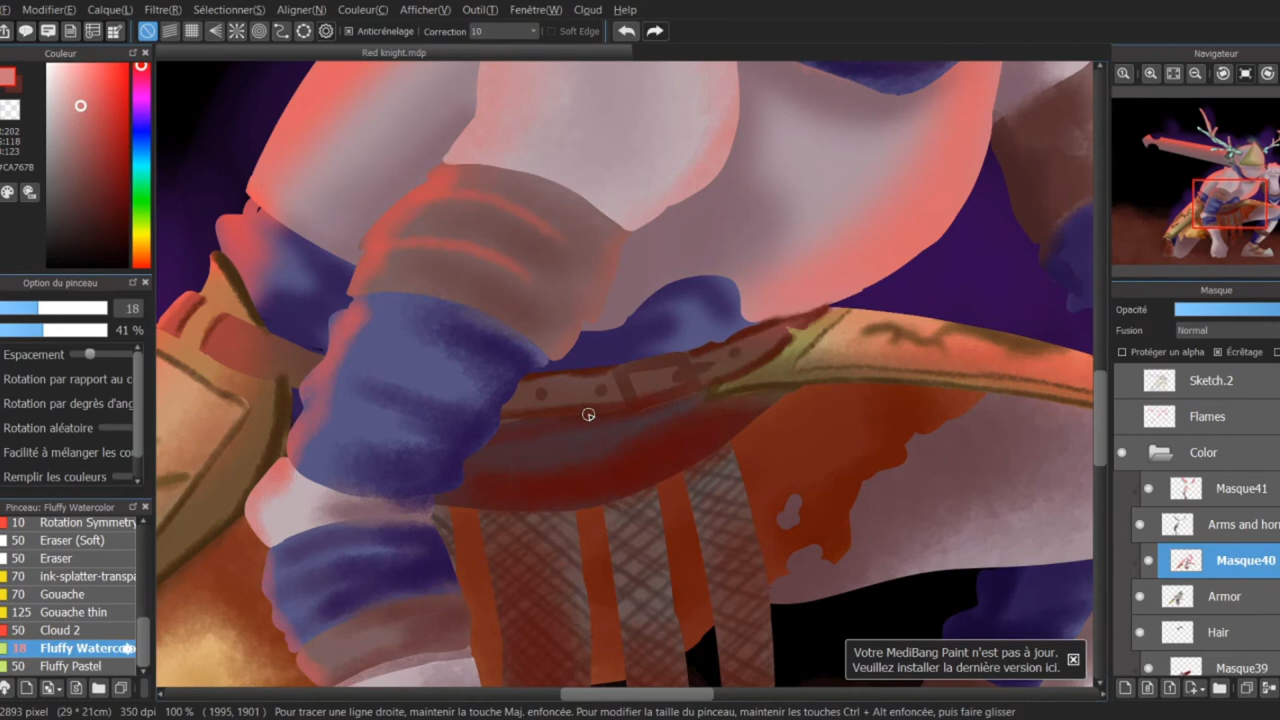 (F) Modifier(E) Calque(L) Filtre(R) Sélectionner(S) Aligner(N) Couleur(C) Afficher(V) Outil(T) Fenêtre(W) Cloud Help
Anticrénelage Correction 10 Soft Edge
Couleur
Red knight.mdp
Navigateur
R:202
G:118
B:123
#CA767B
Option du pinceau
18
41 %
Espacement
Rotation par rapport au c
Rotation par degrès d'ang
Rotation aléatoire
Facilité à mélanger les co
Remplir les couleurs
Pinceau: Fluffy Watercolo
10 Rotation Symmetry
50 Eraser (Soft)
50 Eraser
70 ink-splatter-transpa
70 Gouache
125 Gouache thin
50 Cloud 2
18 Fluffy Watercolo
50 Fluffy Pastel
Masque
Opacité
Fusion Normal
Protéger un alpha Écrêtage
Sketch.2
Flames
Color
Masque41
Arms and horn
Masque40
Armor
Hair
Masque39
Votre MediBang Paint n'est pas à jour.
Veuillez installer la dernière version ici.
2893 pixel (29 * 21cm) 350 dpi 100 % ( 1995, 1901 ) Pour tracer une ligne droite, maintenir la touche Maj. enfoncée. Pour modifier la taille du pinceau, maintenir les touches Ctrl + Alt enfoncée, puis faire glisser